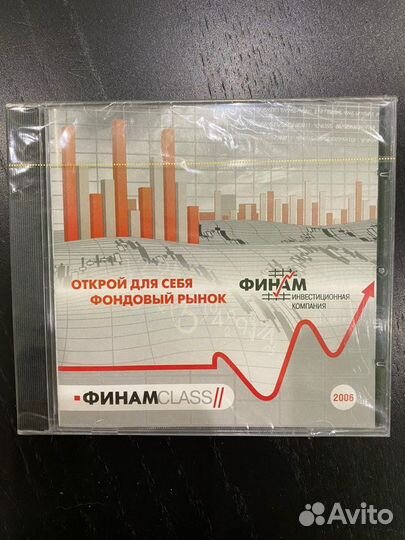 ОТКРОЙ ДЛЯ СЕБЯ
ФОНДОВЫЙ РЫНОК
ФИНАМ
ИНВЕСТИЦИОННАЯ
КОМПАНИЯ
ФИНАМCLASS//
2006
Avito